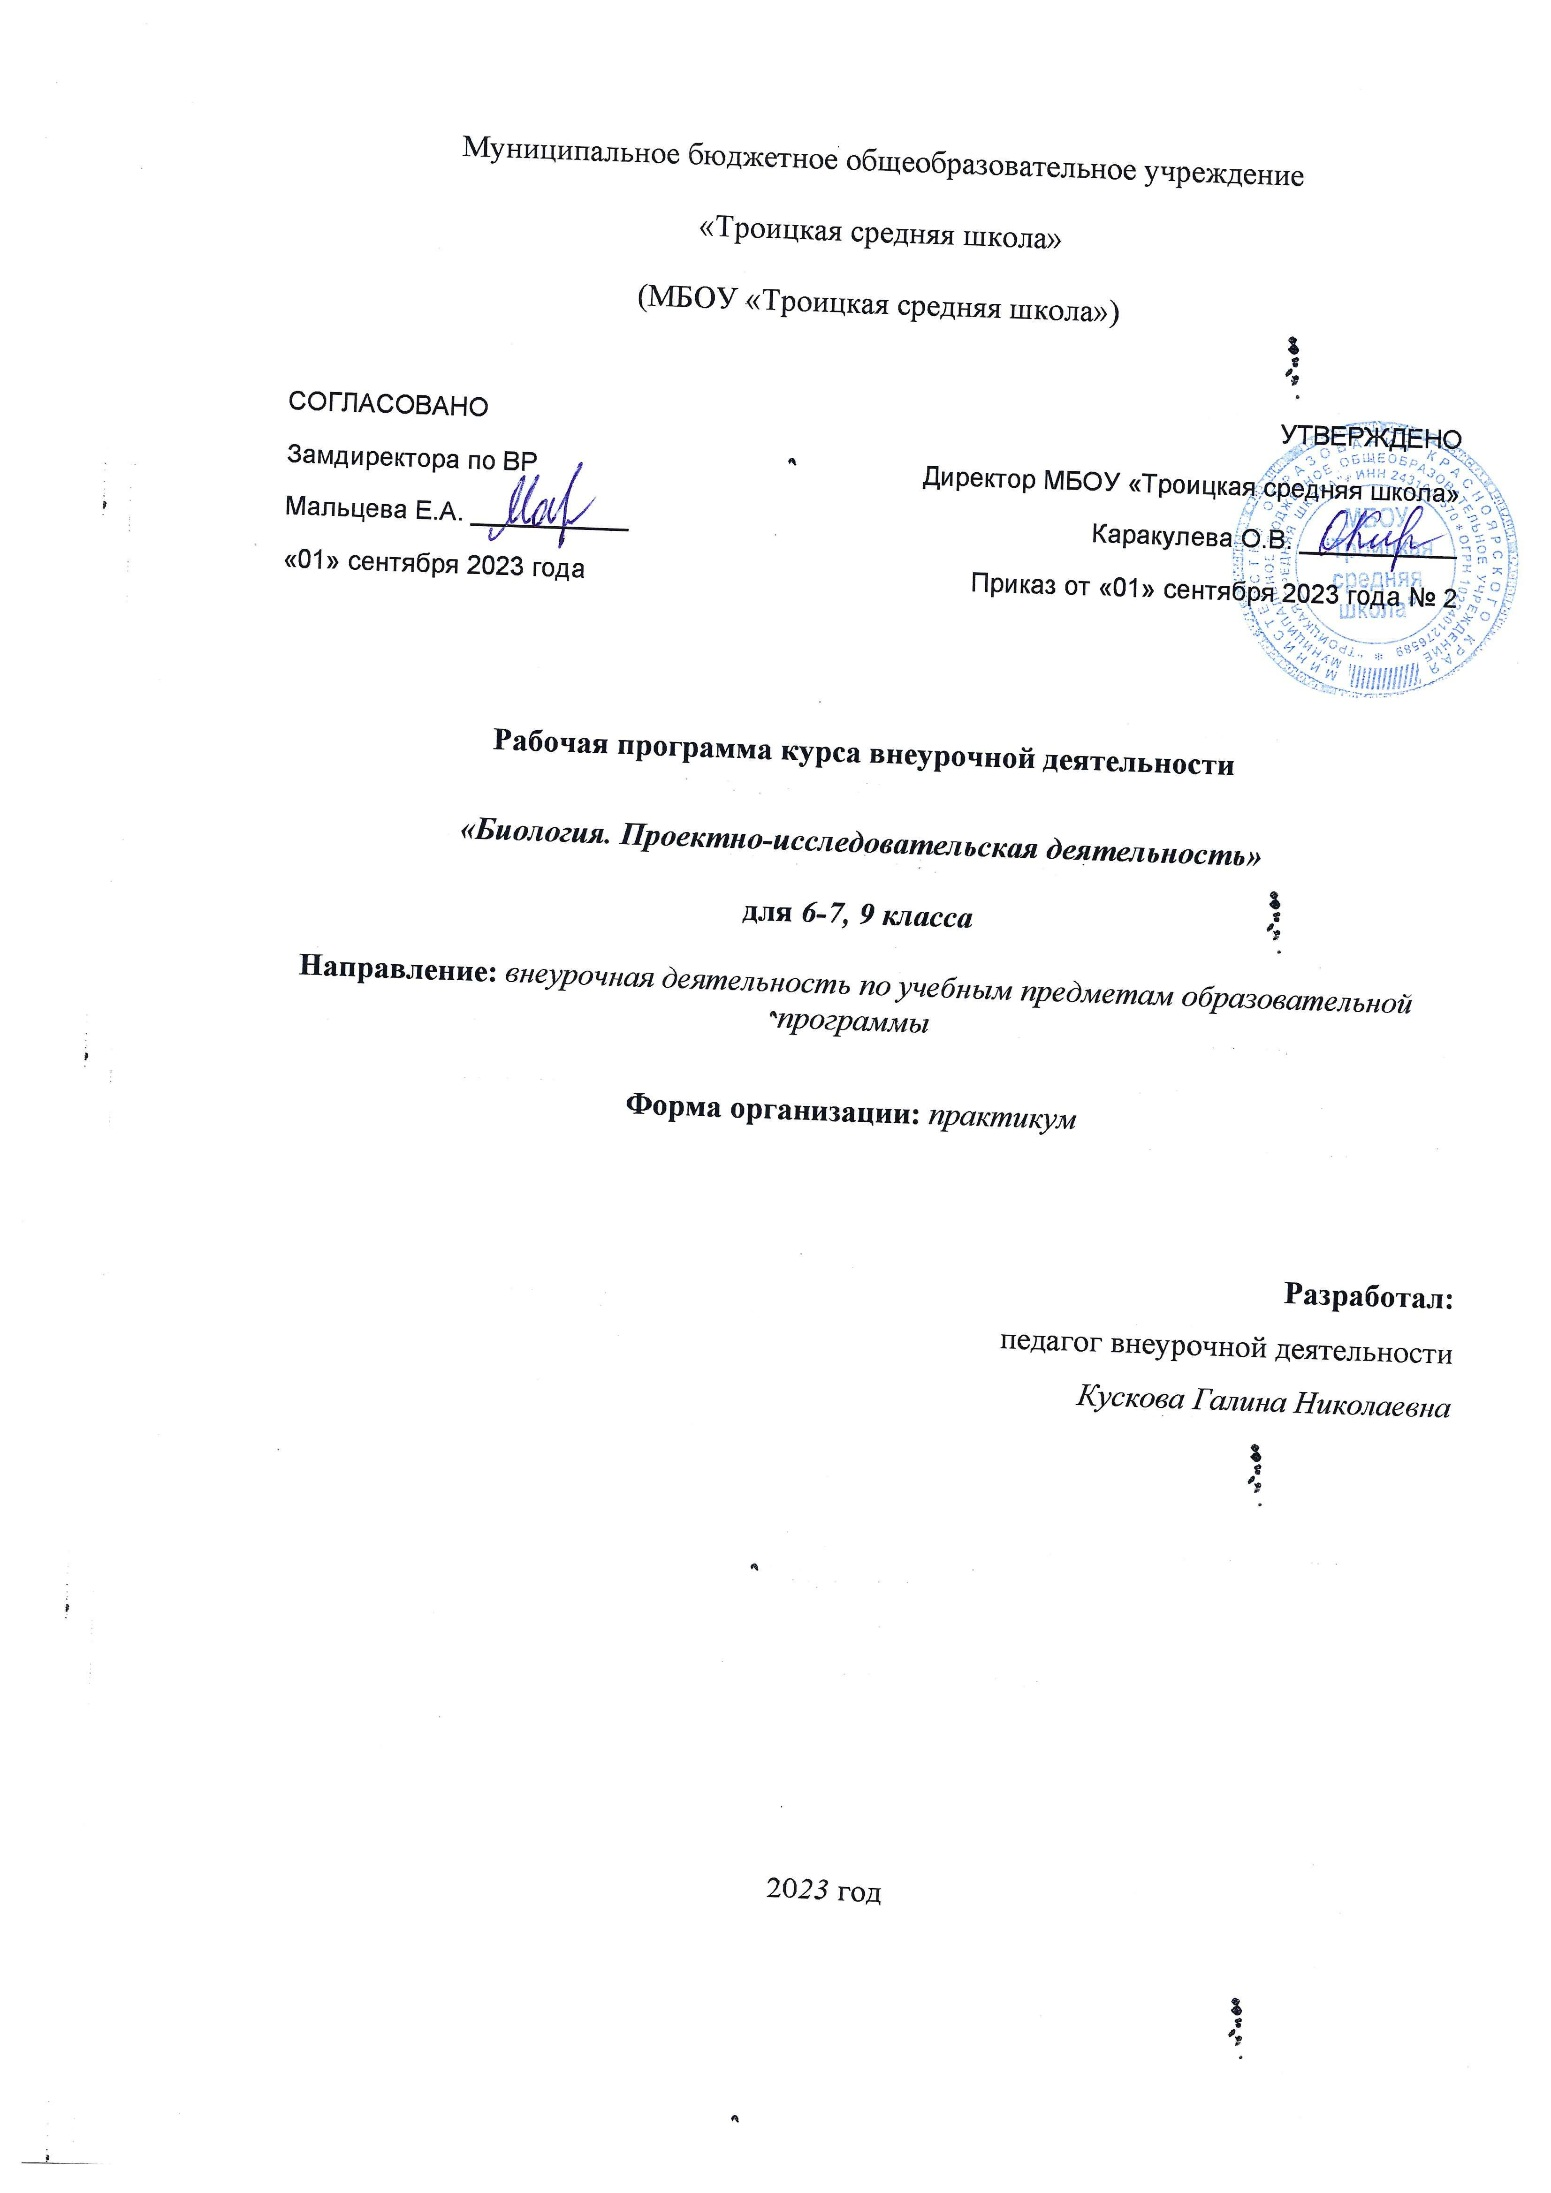 Муниципальное бюджетное общеобразовательное учреждение
«Троицкая средняя школа»
(МБОУ «Троицкая средняя школа»)
СОГЛАСОВАНО
Замдиректора по ВР
Мальцева Е.А.
«01» сентября 2023 года
УТВЕРЖДЕНО
Директор МБОУ «Троицкая средняя школа»
Каракулева О.В.
Приказ от «01» сентября 2023 года № 2
МБОУ
средняя
школа"
Рабочая программа курса внеурочной деятельности
«Биология. Проектно-исследовательская деятельность»
для 6-7, 9 класса
Направление: внеурочная деятельность по учебным предметам образовательной
программы
Форма организации: практикум
Разработал:
педагог внеурочной деятельности
Кускова Галина Николаевна
2023 год